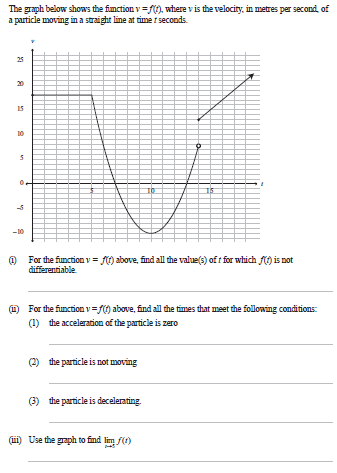 The graph below shows the function v = f(t), where v is the velocity, in metres per second, of
a particle moving in a straight line at time t seconds.
v
25
20
15
10
5
0
5
10
15
t
-5
-10
(i) For the function v = f(t) above, find all the value(s) of t for which f(t) is not
differentiable.
(ii) For the function v = f(t) above, find all the times that meet the following conditions:
(1) the acceleration of the particle is zero
(2) the particle is not moving
(3) the particle is decelerating.
(iii) Use the graph to find lim f(t)